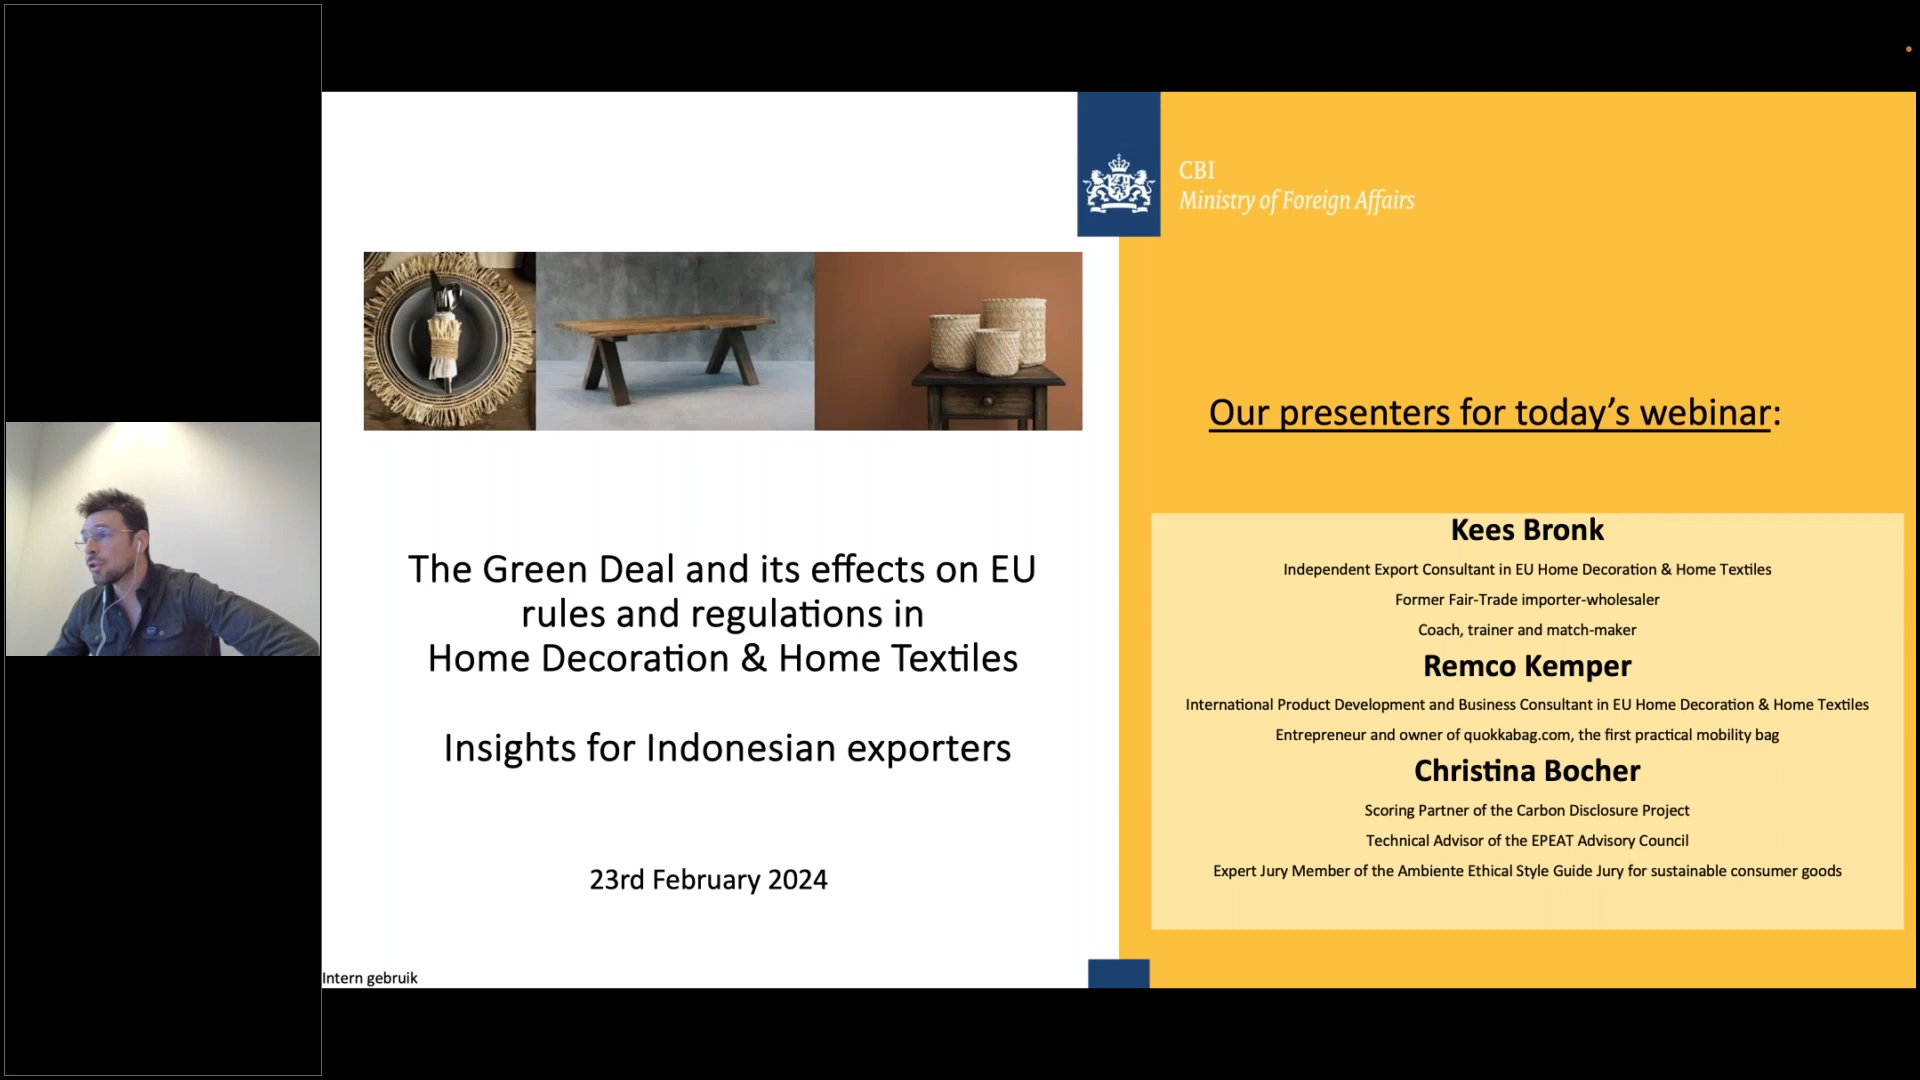 CBI
Ministry of Foreign Affairs
The Green Deal and its effects on EU
rules and regulations in
Home Decoration & Home Textiles
Insights for Indonesian exporters
23rd February 2024
Intern gebruik
Our presenters for today’s webinar:
Kees Bronk
Independent Export Consultant in EU Home Decoration & Home Textiles
Former Fair-Trade importer-wholesaler
Coach, trainer and match-maker
Remco Kemper
International Product Development and Business Consultant in EU Home Decoration & Home Textiles
Entrepreneur and owner of quokkabag.com, the first practical mobility bag
Christina Bocher
Scoring Partner of the Carbon Disclosure Project
Technical Advisor of the EPEAT Advisory Council
Expert Jury Member of the Ambiente Ethical Style Guide Jury for sustainable consumer goods